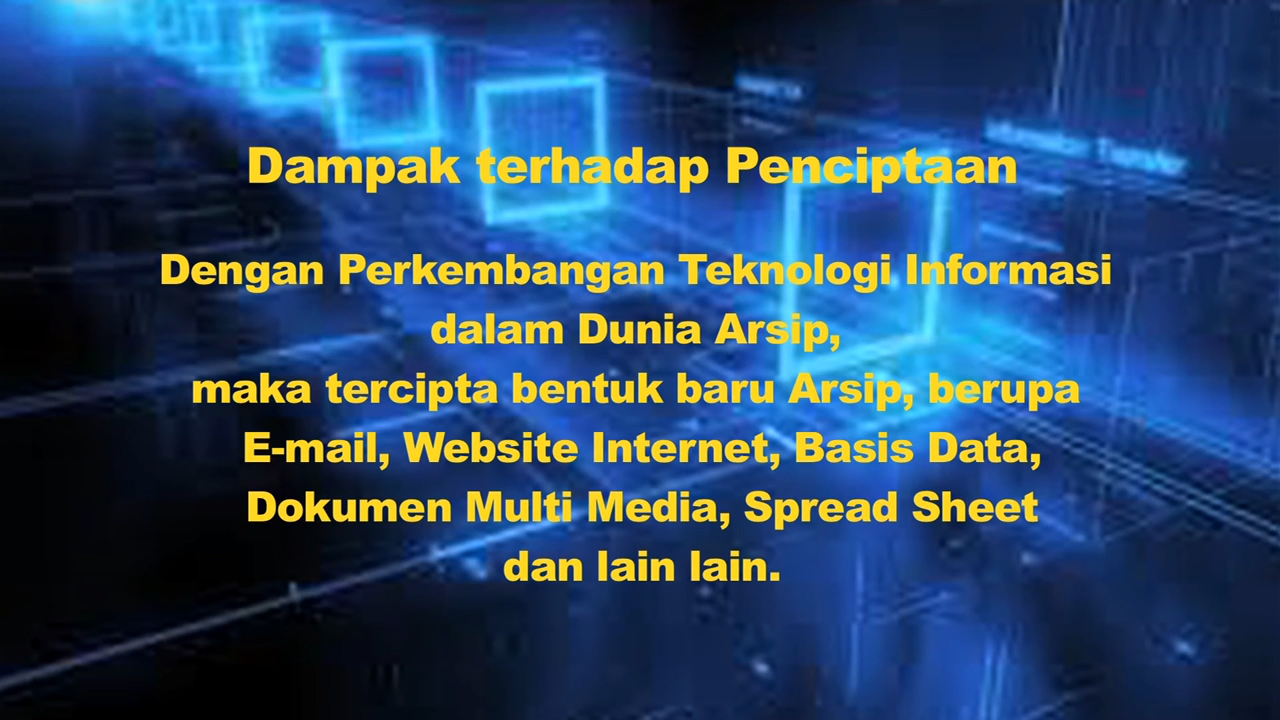 Dampak terhadap Penciptaan
Dengan Perkembangan Teknologi Informasi
dalam Dunia Arsip,
maka tercipta bentuk baru Arsip, berupa
E-mail, Website Internet, Basis Data,
Dokumen Multi Media, Spread Sheet
dan lain lain.